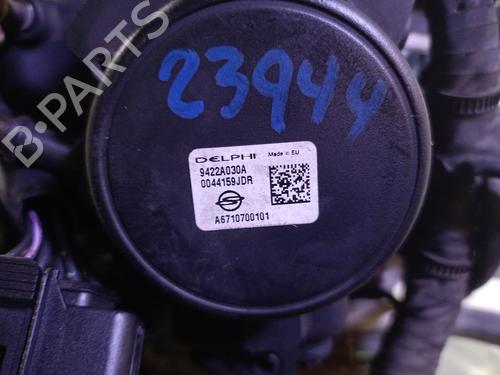 23944
DELPHI Made in EU
9422A030A
0044159JDR
A6710700101
B-PARTS